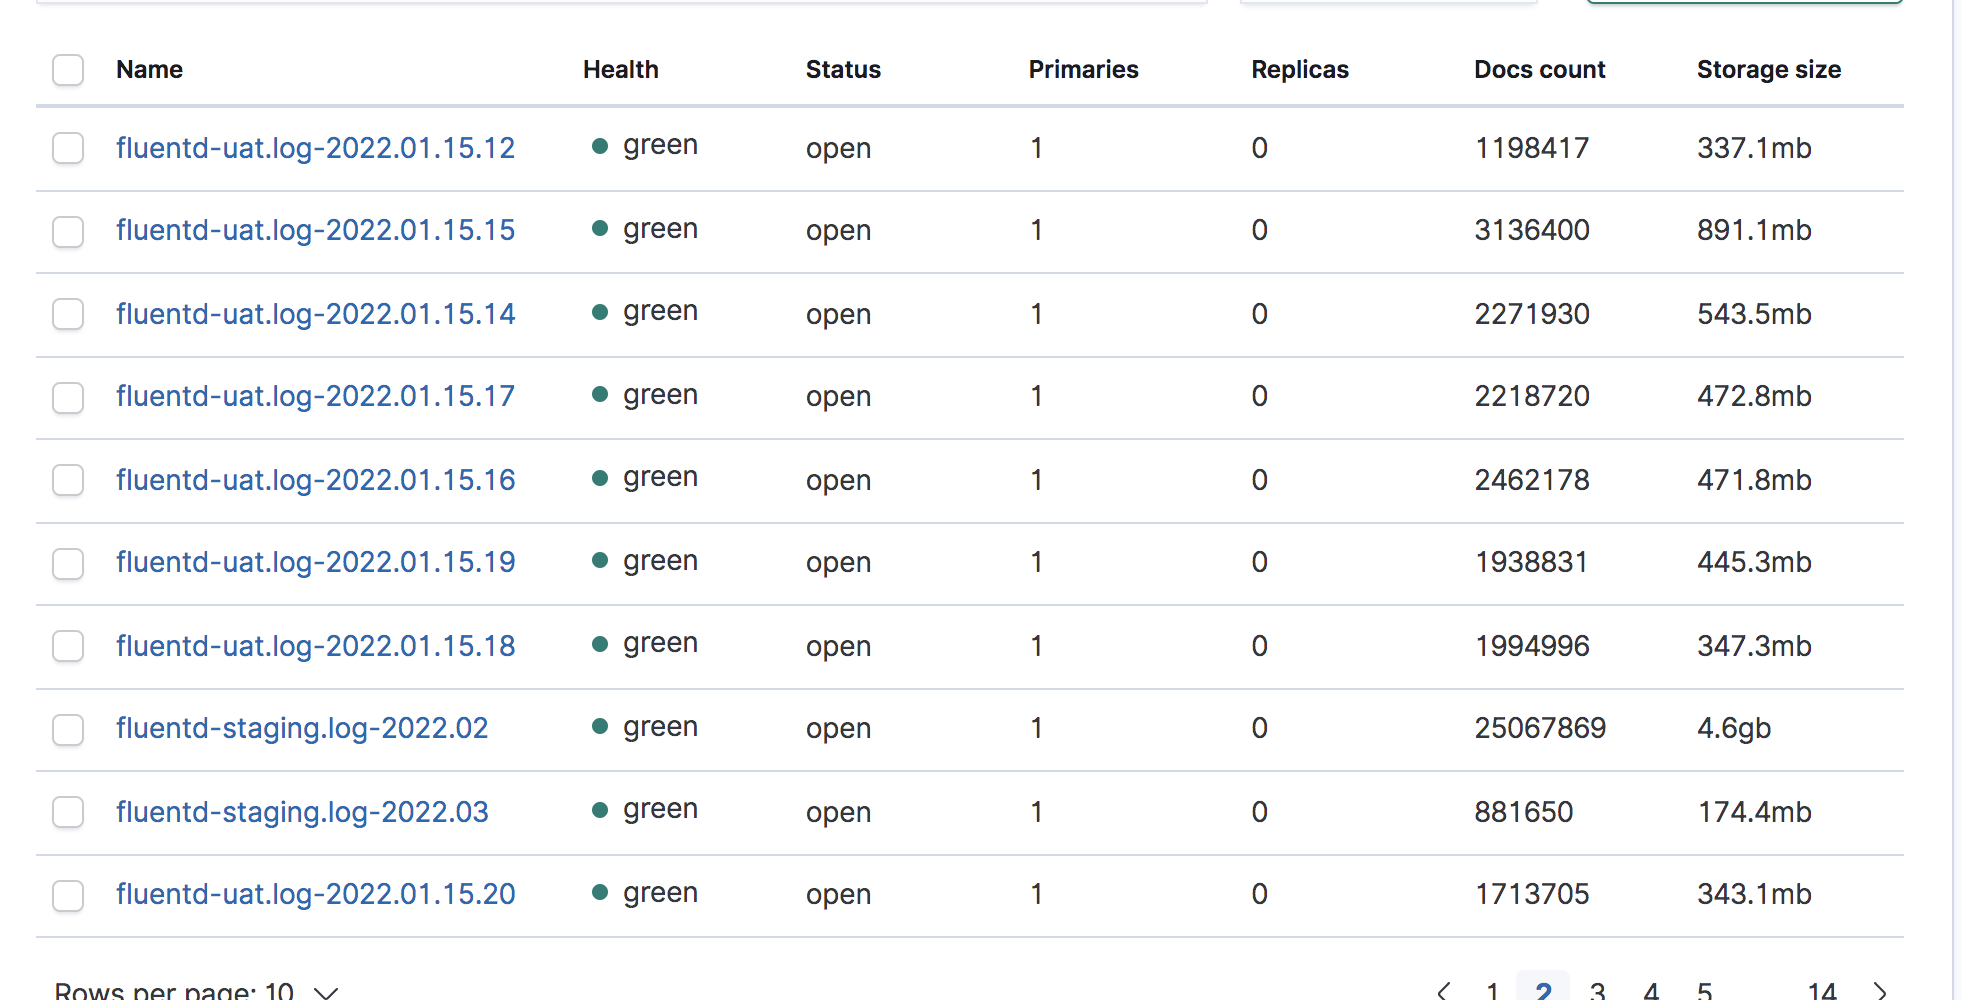 Name Health Status Primaries Replicas Docs count Storage size
fluentd-uat.log-2022.01.15.12 green open 1 0 1198417 337.1mb
fluentd-uat.log-2022.01.15.15 green open 1 0 3136400 891.1mb
fluentd-uat.log-2022.01.15.14 green open 1 0 2271930 543.5mb
fluentd-uat.log-2022.01.15.17 green open 1 0 2218720 472.8mb
fluentd-uat.log-2022.01.15.16 green open 1 0 2462178 471.8mb
fluentd-uat.log-2022.01.15.19 green open 1 0 1938831 445.3mb
fluentd-uat.log-2022.01.15.18 green open 1 0 1994996 347.3mb
fluentd-staging.log-2022.02 green open 1 0 25067869 4.6gb
fluentd-staging.log-2022.03 green open 1 0 881650 174.4mb
fluentd-uat.log-2022.01.15.20 green open 1 0 1713705 343.1mb
Rows per page: 10 1 2 3 4 5 14